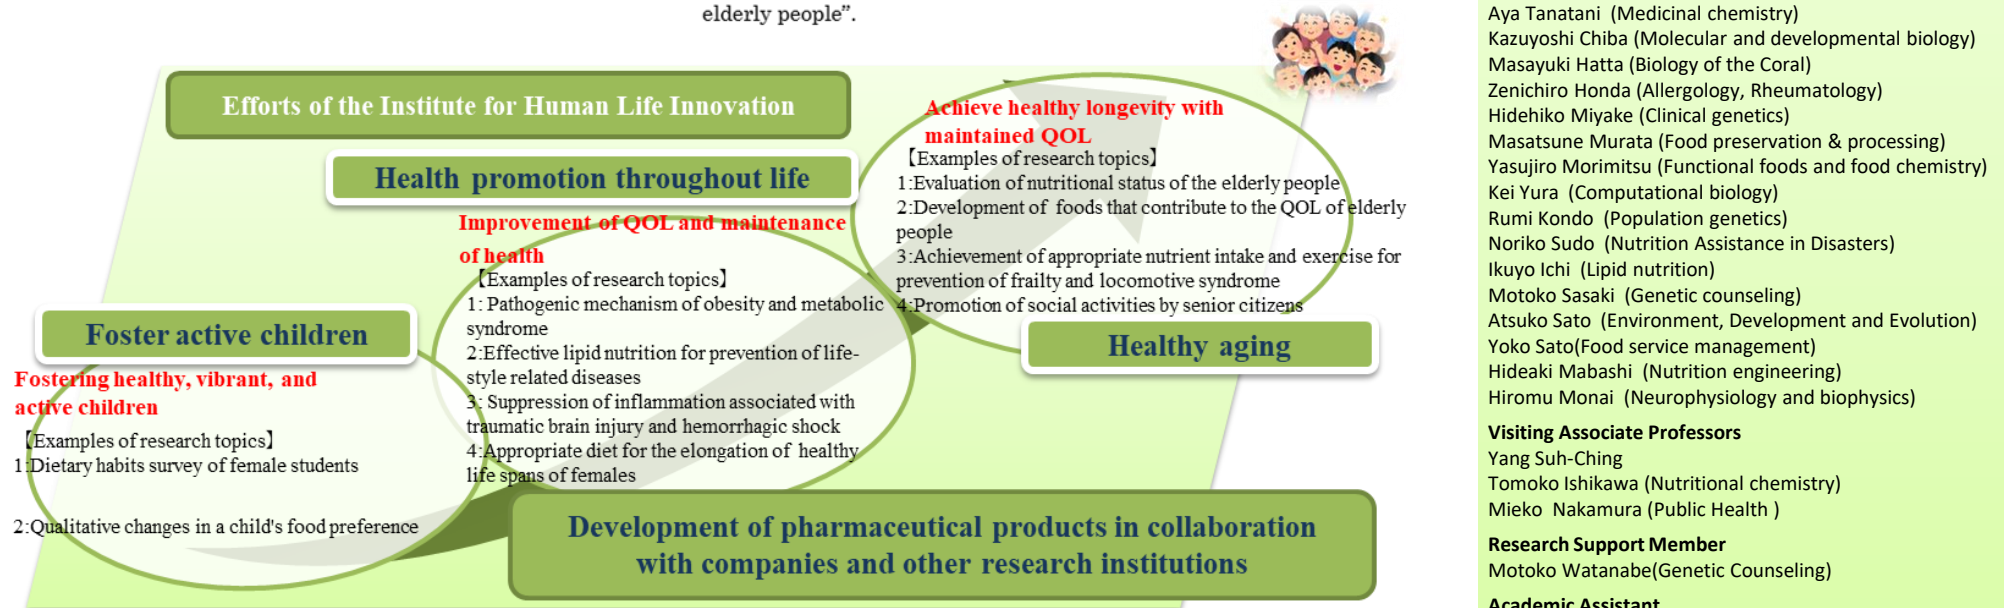 elderly people”.
Efforts of the Institute for Human Life Innovation
Health promotion throughout life
Foster active children
Fostering healthy, vibrant, and
active children
【Examples of research topics】
1:Dietary habits survey of female students
2:Qualitative changes in a child's food preference
Improvement of QOL and maintenance
of health
【Examples of research topics】
1: Pathogenic mechanism of obesity and metabolic
syndrome
2:Effective lipid nutrition for prevention of life-
style related diseases
3: Suppression of inflammation associated with
traumatic brain injury and hemorrhagic shock
4:Appropriate diet for the elongation of healthy
life spans of females
Achieve healthy longevity with
maintained QOL
【Examples of research topics】
1:Evaluation of nutritional status of the elderly people
2:Development of foods that contribute to the QOL of elderly
people
3:Achievement of appropriate nutrient intake and exercise for
prevention of frailty and locomotive syndrome
4:Promotion of social activities by senior citizens
Healthy aging
Development of pharmaceutical products in collaboration
with companies and other research institutions
Aya Tanatani (Medicinal chemistry)
Kazuyoshi Chiba (Molecular and developmental biology)
Masayuki Hatta (Biology of the Coral)
Zenichiro Honda (Allergology, Rheumatology)
Hidehiko Miyake (Clinical genetics)
Masatsune Murata (Food preservation & processing)
Yasujiro Morimitsu (Functional foods and food chemistry)
Kei Yura (Computational biology)
Rumi Kondo (Population genetics)
Noriko Sudo (Nutrition Assistance in Disasters)
Ikuyo Ichi (Lipid nutrition)
Motoko Sasaki (Genetic counseling)
Atsuko Sato (Environment, Development and Evolution)
Yoko Sato(Food service management)
Hideaki Mabashi (Nutrition engineering)
Hiromu Monai (Neurophysiology and biophysics)
Visiting Associate Professors
Yang Suh-Ching
Tomoko Ishikawa (Nutritional chemistry)
Mieko Nakamura (Public Health )
Research Support Member
Motoko Watanabe(Genetic Counseling)
Academic Assistant